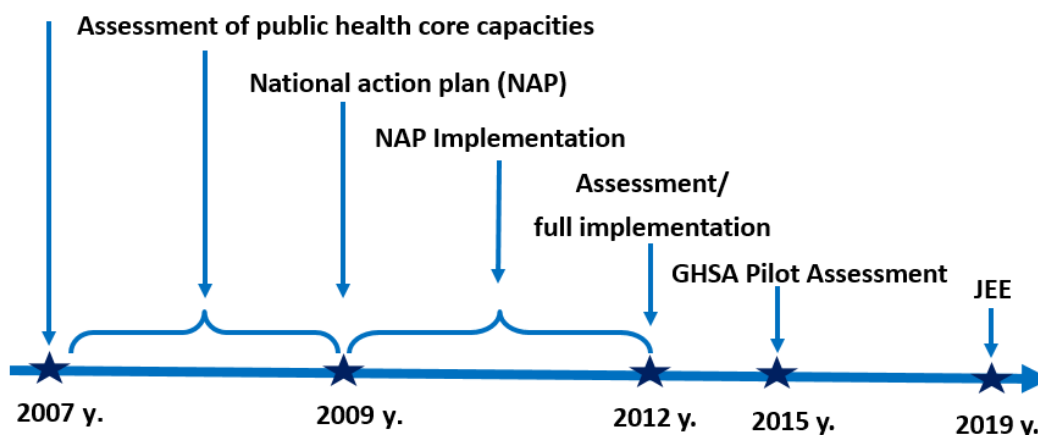 Assessment of public health core capacities
National action plan (NAP)
NAP Implementation
Assessment/
full implementation
GHSA Pilot Assessment
JEE
2007 y.
2009 y.
2012 y.
2015 y.
2019 y.